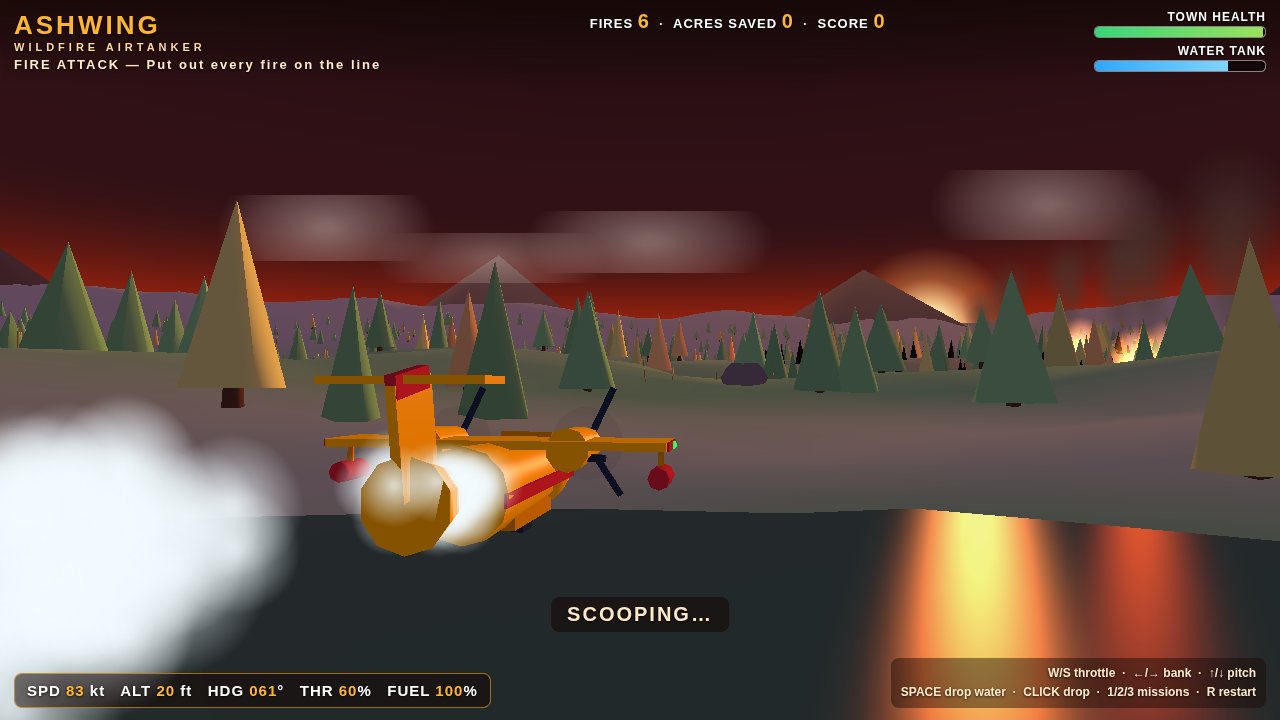 ASHWING
WILDFIRE AIRTANKER
FIRE ATTACK — Put out every fire on the line
FIRES 6 · ACRES SAVED 0 · SCORE 0
TOWN HEALTH
WATER TANK
SCOOPING…
SPD 83 kt ALT 20 ft HDG 061° THR 60% FUEL 100%
W/S throttle · ←/→ bank · ↑/↓ pitch
SPACE drop water · CLICK drop · 1/2/3 missions · R restart